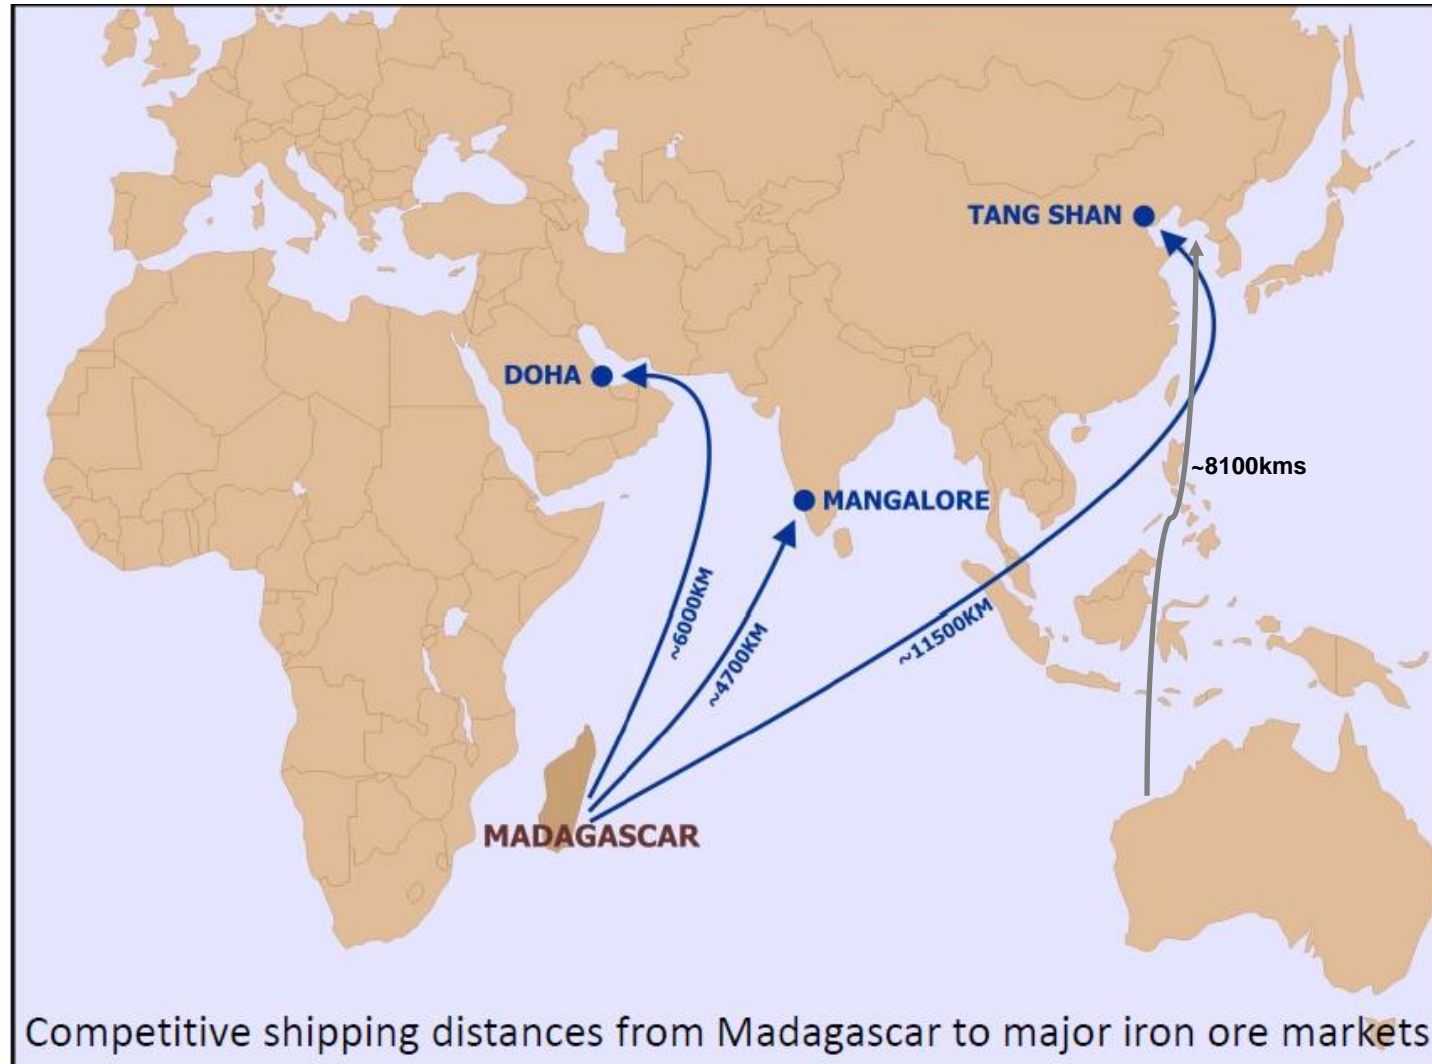 TANG SHAN
DOHA
~8100kms
MANGALORE
~6000KM
~4700KM
~11500KM
MADAGASCAR
Competitive shipping distances from Madagascar to major iron ore markets